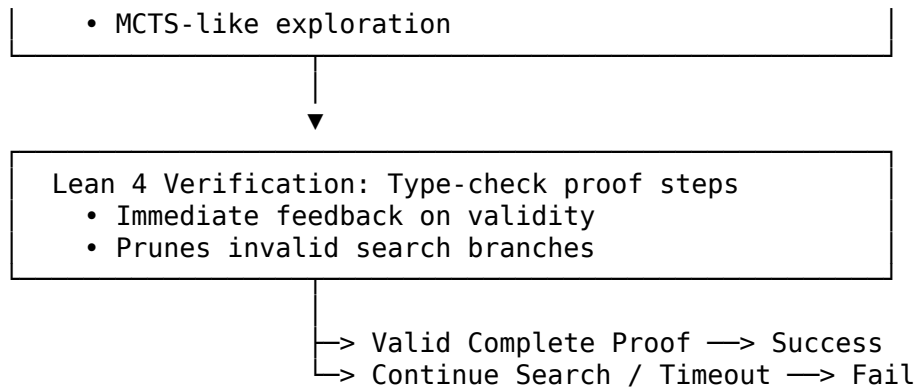 • MCTS-like exploration
Lean 4 Verification: Type-check proof steps
• Immediate feedback on validity
• Prunes invalid search branches
Valid Complete Proof ──> Success
Continue Search / Timeout ──> Fail